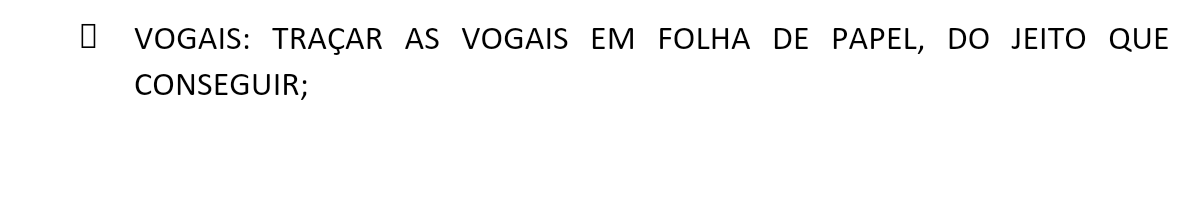 VOGAIS: TRAÇAR AS VOGAIS EM FOLHA DE PAPEL, DO JEITO QUE
CONSEGUIR;